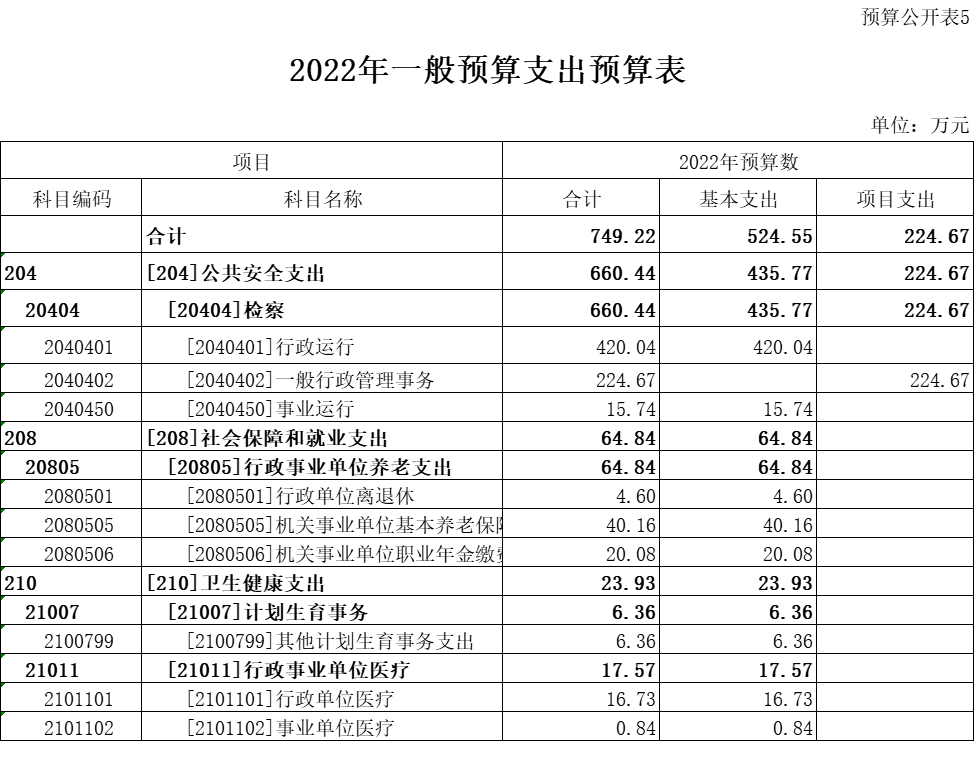 预算公开表5
2022年一般预算支出预算表
单位：万元
项目 2022年预算数
科目编码 科目名称 合计 基本支出 项目支出
合计 749.22 524.55 224.67
204 [204]公共安全支出 660.44 435.77 224.67
20404 [20404]检察 660.44 435.77 224.67
2040401 [2040401]行政运行 420.04 420.04
2040402 [2040402]一般行政管理事务 224.67 224.67
2040450 [2040450]事业运行 15.74 15.74
208 [208]社会保障和就业支出 64.84 64.84
20805 [20805]行政事业单位养老支出 64.84 64.84
2080501 [2080501]行政单位离退休 4.60 4.60
2080505 [2080505]机关事业单位基本养老保 40.16 40.16
2080506 [2080506]机关事业单位职业年金缴 20.08 20.08
210 [210]卫生健康支出 23.93 23.93
21007 [21007]计划生育事务 6.36 6.36
2100799 [2100799]其他计划生育事务支出 6.36 6.36
21011 [21011]行政事业单位医疗 17.57 17.57
2101101 [2101101]行政单位医疗 16.73 16.73
2101102 [2101102]事业单位医疗 0.84 0.84